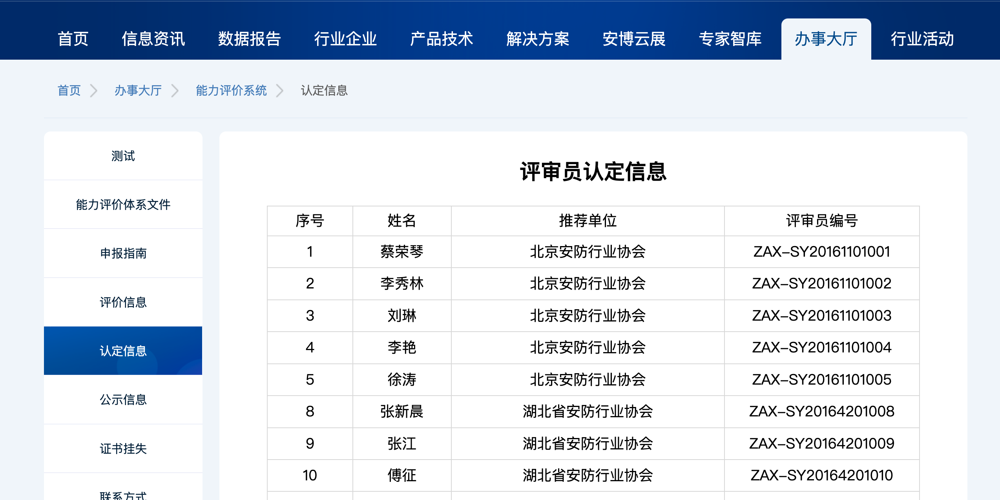 首页 信息资讯 数据报告 行业企业 产品技术 解决方案 安博云展 专家智库 办事大厅 行业活动
首页 办事大厅 能力评价系统 认定信息
测试
能力评价体系文件
申报指南
评价信息
认定信息
公示信息
证书挂失
联系方式
评审员认定信息
序号 姓名 推荐单位 评审员编号
1 蔡荣琴 北京安防行业协会 ZAX-SY20161101001
2 李秀林 北京安防行业协会 ZAX-SY20161101002
3 刘琳 北京安防行业协会 ZAX-SY20161101003
4 李艳 北京安防行业协会 ZAX-SY20161101004
5 徐涛 北京安防行业协会 ZAX-SY20161101005
8 张新晨 湖北省安防行业协会 ZAX-SY20164201008
9 张江 湖北省安防行业协会 ZAX-SY20164201009
10 傅征 湖北省安防行业协会 ZAX-SY20164201010